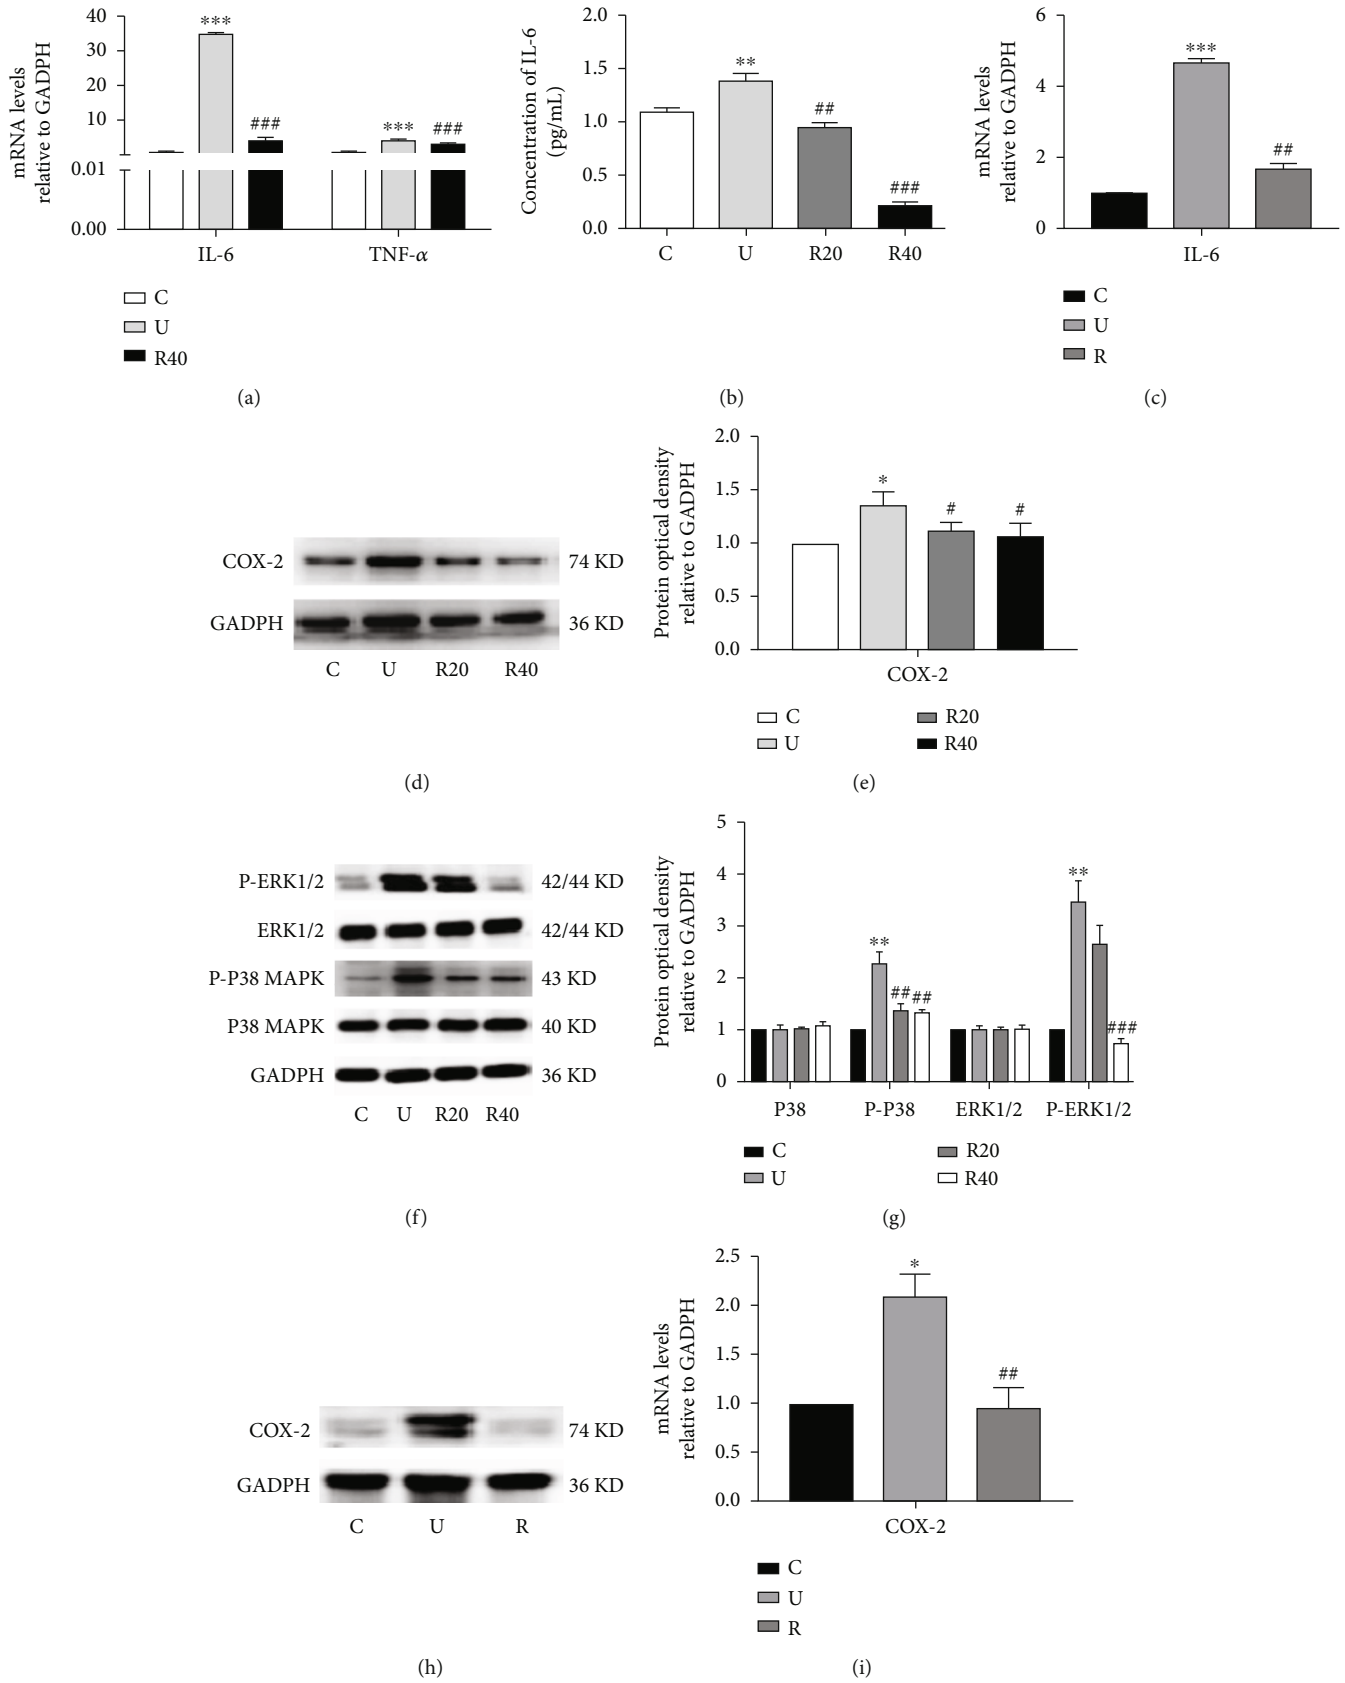 mRNA levels
relative to GADPH
40
30
20
10
0.01
0.00
***
###
***
###
IL-6
TNF-α
C
U
R40
(a)
Concentration of IL-6
(pg/mL)
2.0
1.5
1.0
0.5
0.0
**
##
###
C
U
R20
R40
(b)
mRNA levels
relative to GADPH
6
4
2
0
***
##
IL-6
C
U
R
(c)
COX-2
74 KD
GADPH
36 KD
C
U
R20
R40
(d)
Protein optical density
relative to GADPH
2.0
1.5
1.0
0.5
0.0
*
#
#
COX-2
C
U
R20
R40
(e)
P-ERK1/2
42/44 KD
ERK1/2
42/44 KD
P-P38 MAPK
43 KD
P38 MAPK
40 KD
GADPH
36 KD
C
U
R20
R40
(f)
Protein optical density
relative to GADPH
5
4
3
2
1
0
**
##
##
**
###
P38
P-P38
ERK1/2
P-ERK1/2
C
U
R20
R40
(g)
COX-2
74 KD
GADPH
36 KD
C
U
R
(h)
mRNA levels
relative to GADPH
2.5
2.0
1.5
1.0
0.5
0.0
*
##
COX-2
C
U
R
(i)